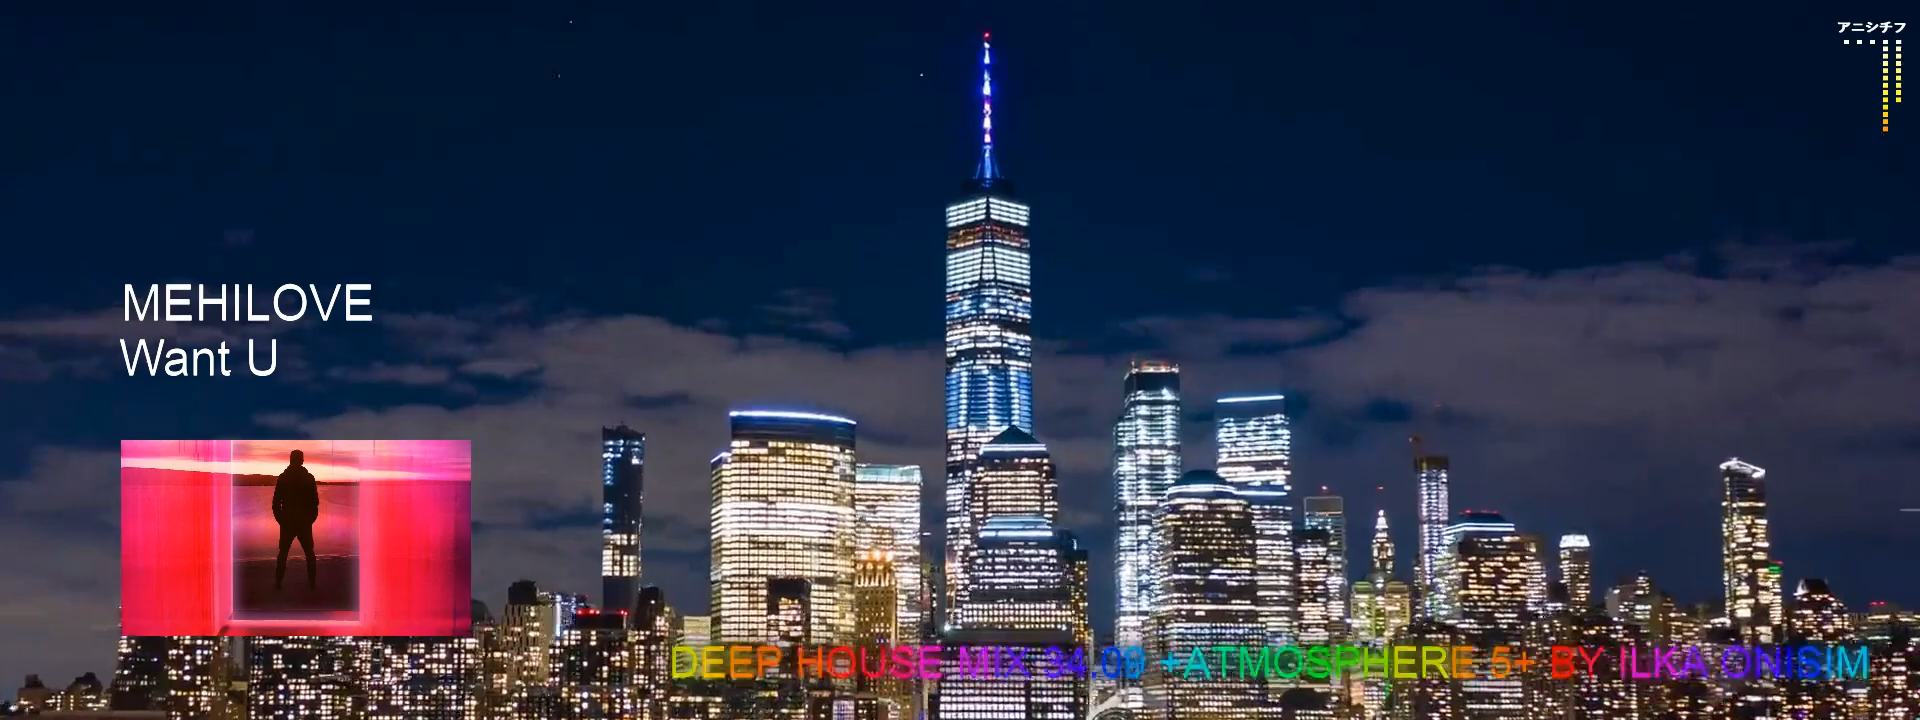 アニシチフ
MEHILOVE
Want U
DEEP HOUSE MIX 34.09 +ATMOSPHERE 5+ BY ILKA ONISIM